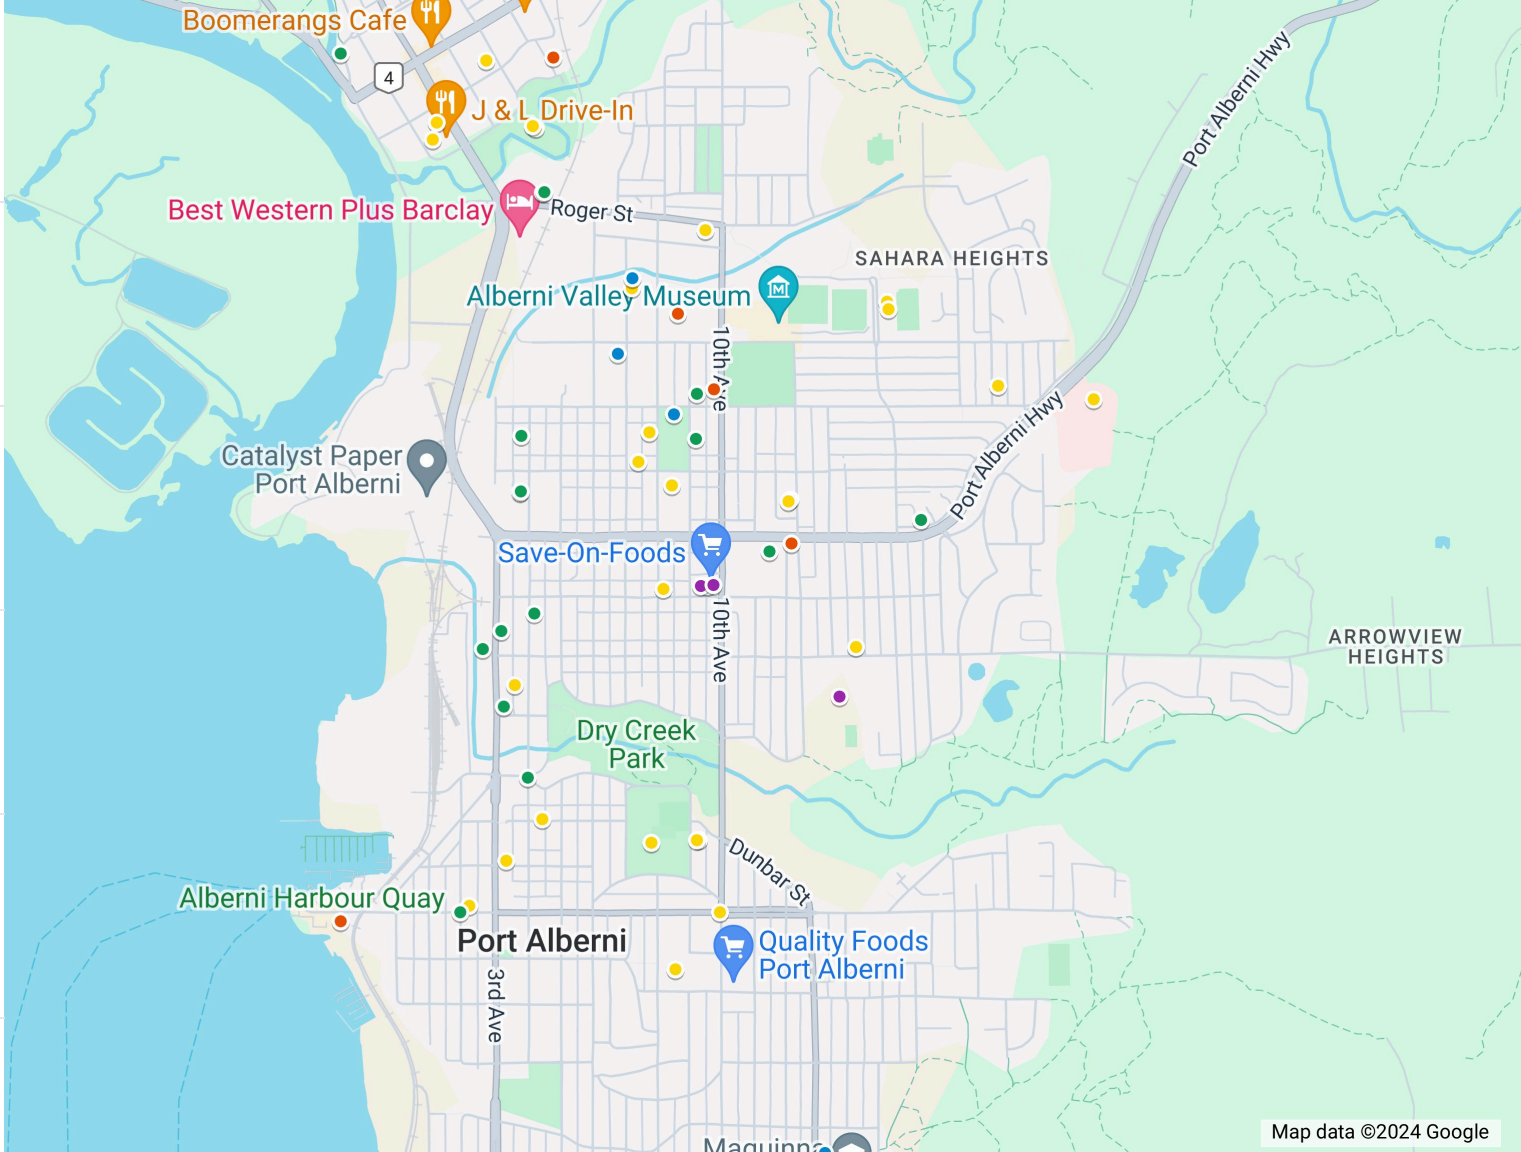 Boomerangs Cafe
4
J & L Drive-In
Port Alberni Hwy
Best Western Plus Barclay
Roger St
SAHARA HEIGHTS
Alberni Valley Museum
10th Ave
Port Alberni Hwy
Catalyst Paper
Port Alberni
Save-On-Foods
10th Ave
ARROWVIEW
HEIGHTS
Dry Creek
Park
Dunbar St
Alberni Harbour Quay
Port Alberni
Quality Foods
Port Alberni
3rd Ave
Maquinna
Map data ©2024 Google